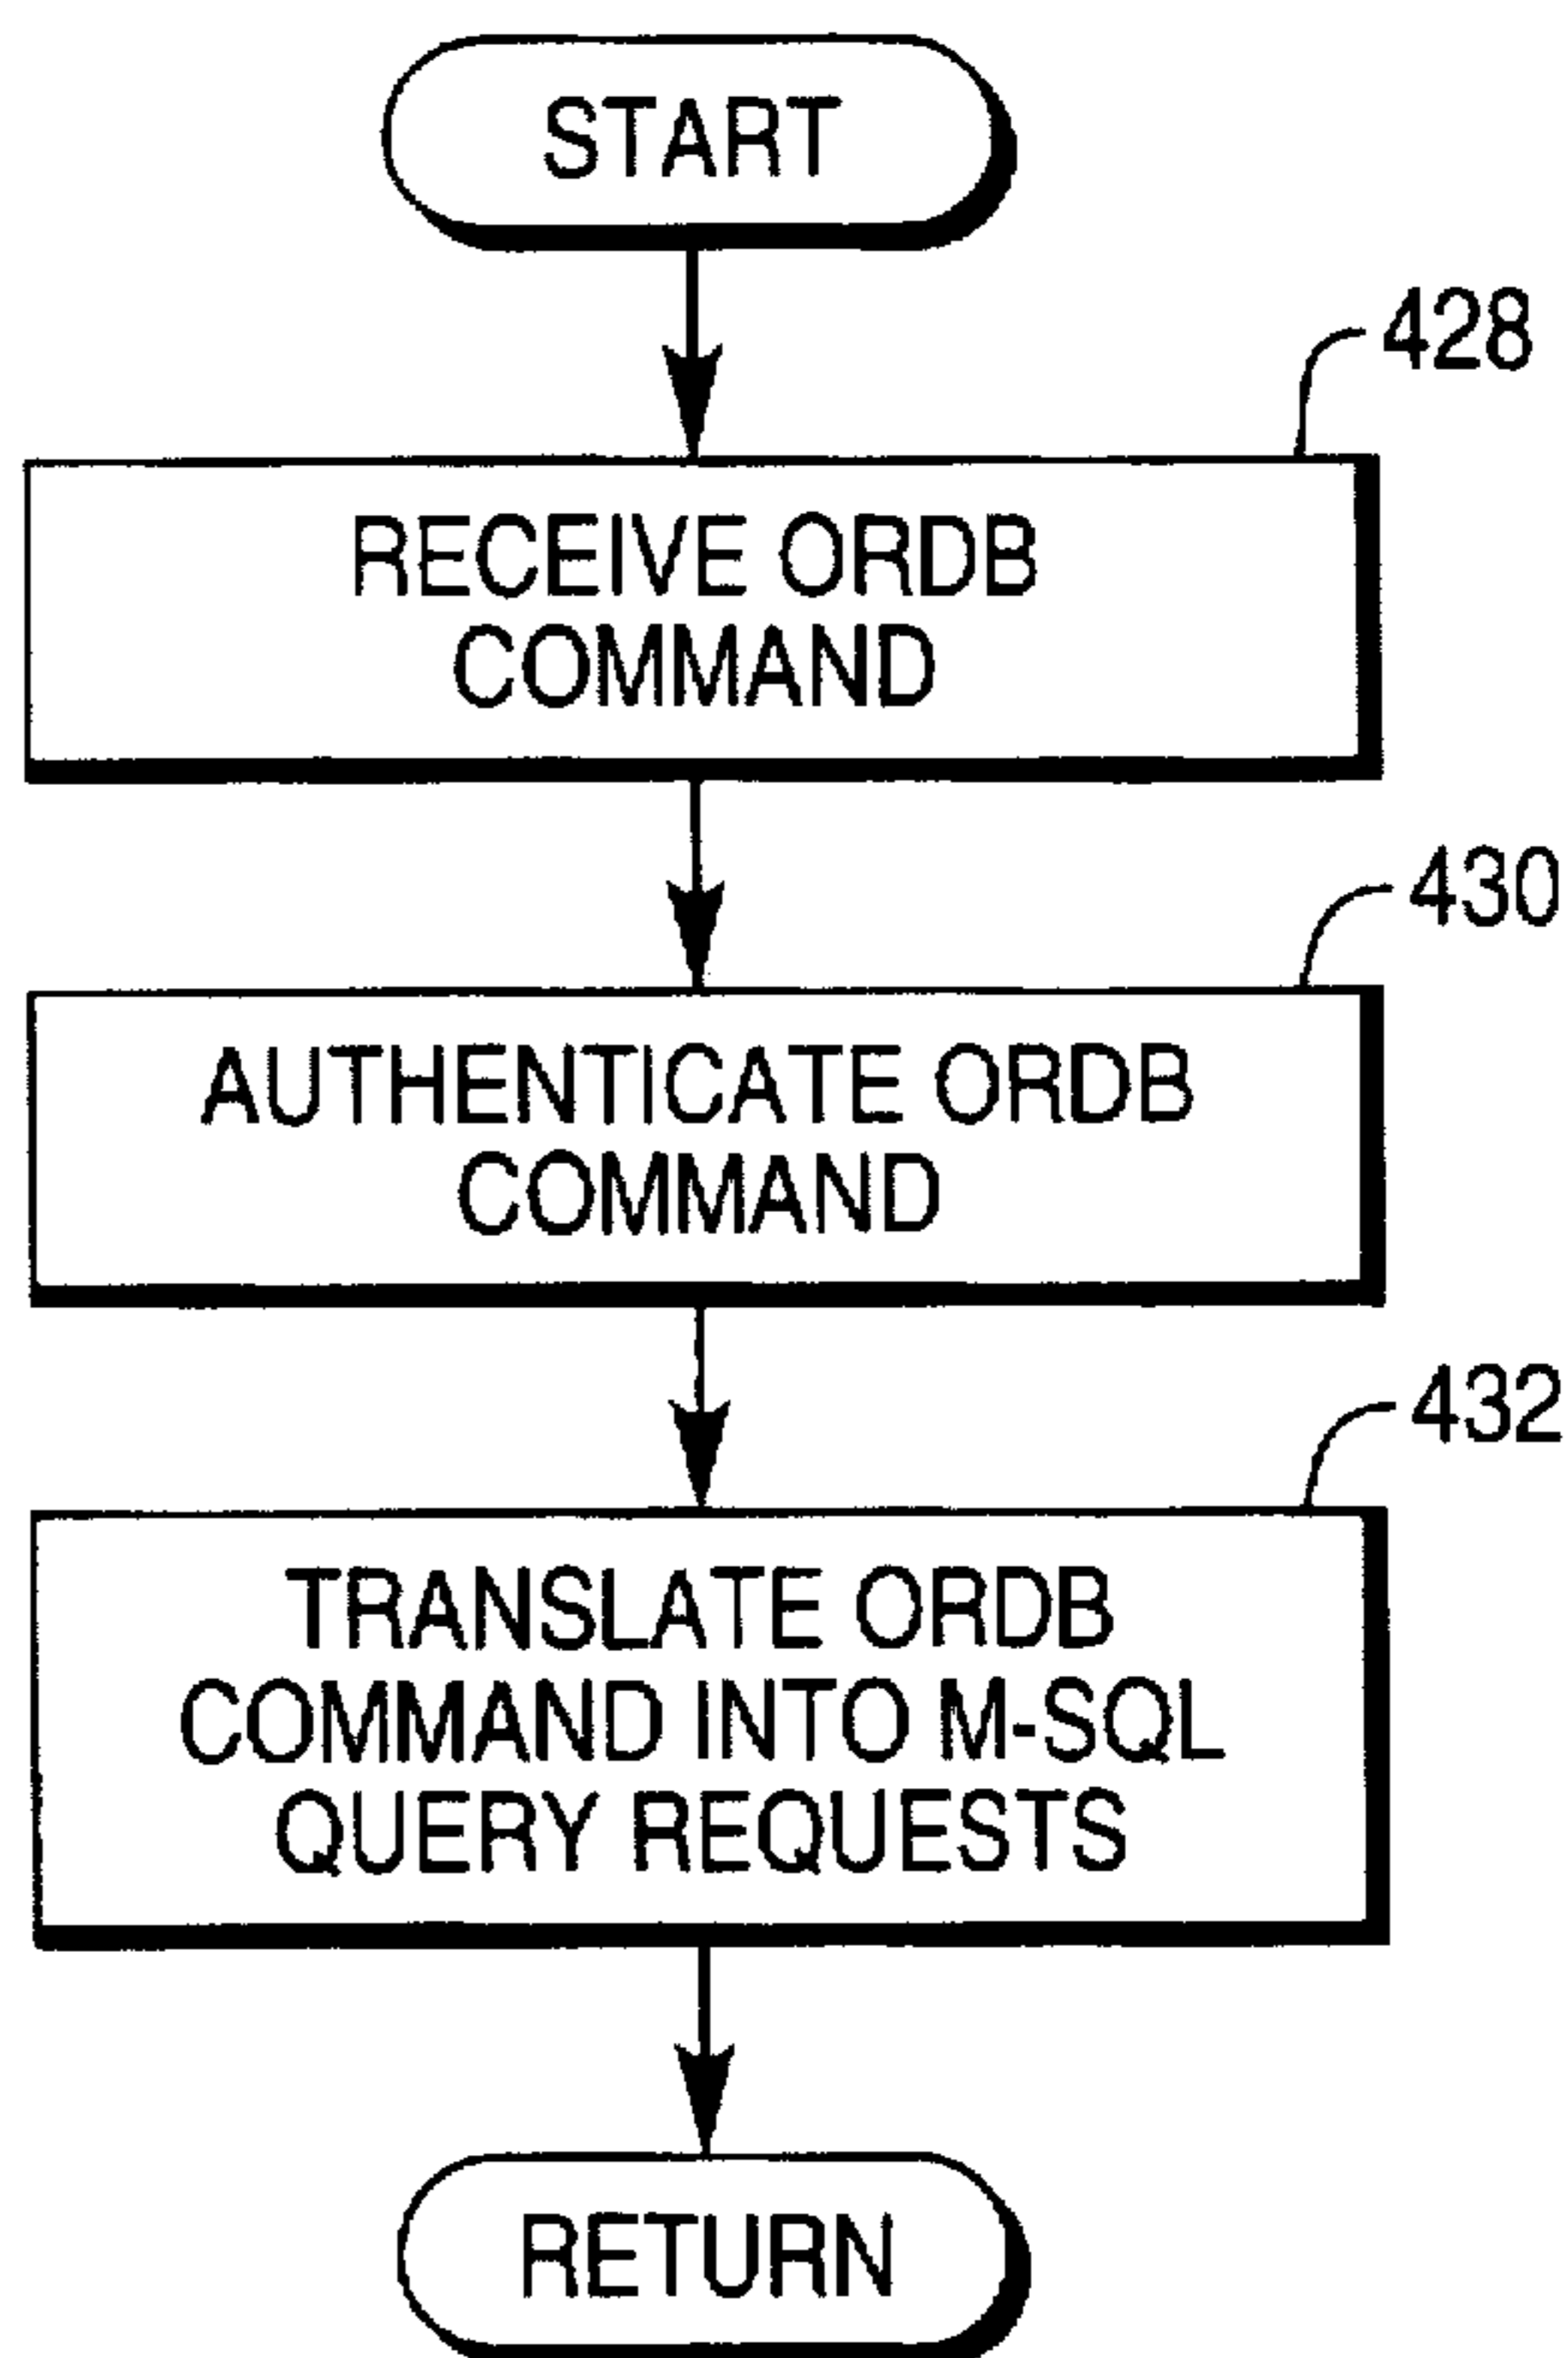 START
428
RECEIVE ORDB
COMMAND
430
AUTHENTICATE ORDB
COMMAND
432
TRANSLATE ORDB
COMMAND INTO M-SQL
QUERY REQUESTS
RETURN